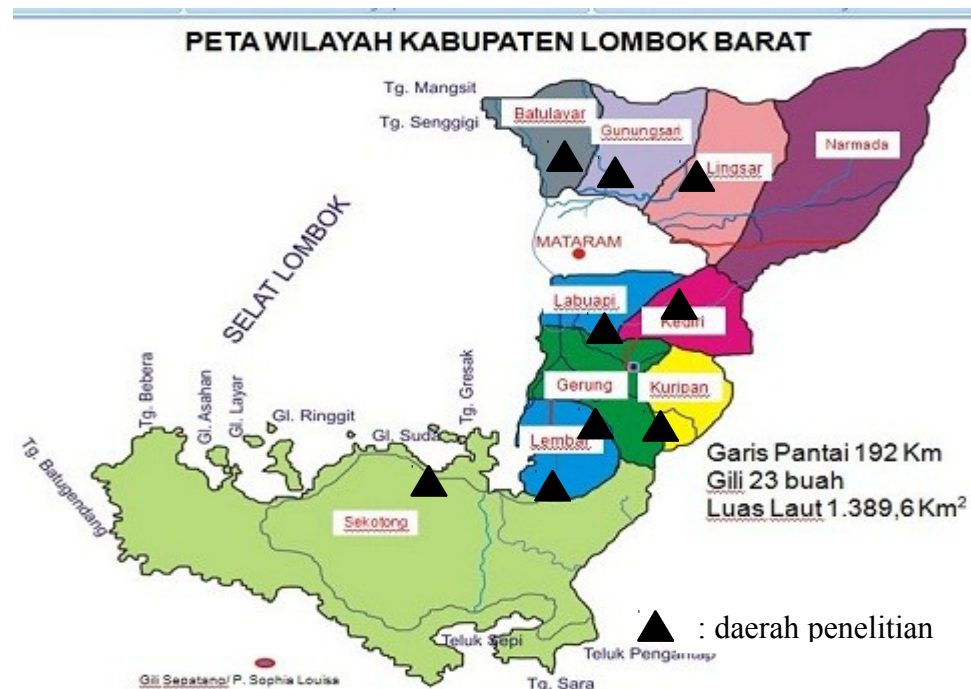 PETA WILAYAH KABUPATEN LOMBOK BARAT
Tg. Mangsit
Tg. Senggigi
Batulayar
Gunungsari
Lingsar
Narmada
MATARAM
SELAT LOMBOK
Labuapi
Kediri
Gerung
Kuripan
Lembar
Tg. Bebera
Gl. Asahan
Gl. Layar
Gl. Ringgit
Gl. Suda
Tg. Gresak
Tg. Batugendang
Sekotong
Garis Pantai 192 Km
Gili 23 buah
Luas Laut 1.389,6 Km²
: daerah penelitian
Teluk Sepi
Teluk Pengantap
Tg. Sara
Gili Sepatang/ P. Sophia Louisa